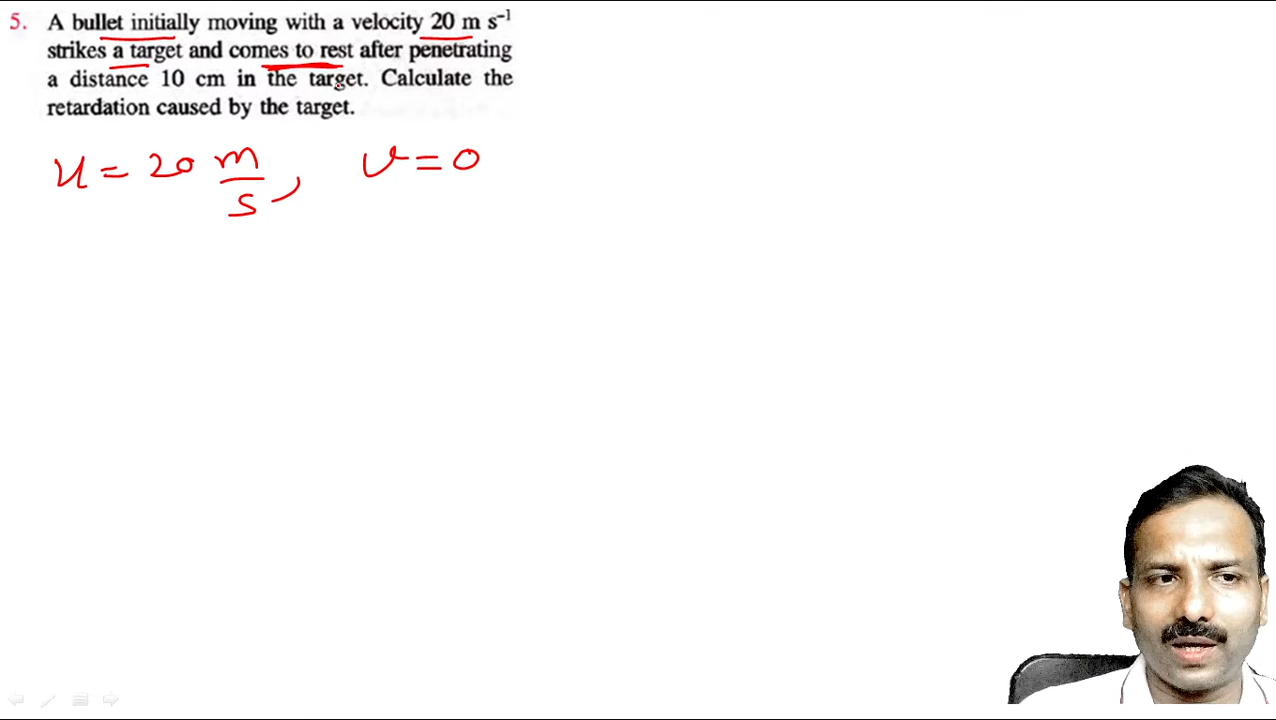 5. A bullet initially moving with a velocity 20 m s⁻¹
strikes a target and comes to rest after penetrating
a distance 10 cm in the target. Calculate the
retardation caused by the target.
u = 20 m/s, v = 0